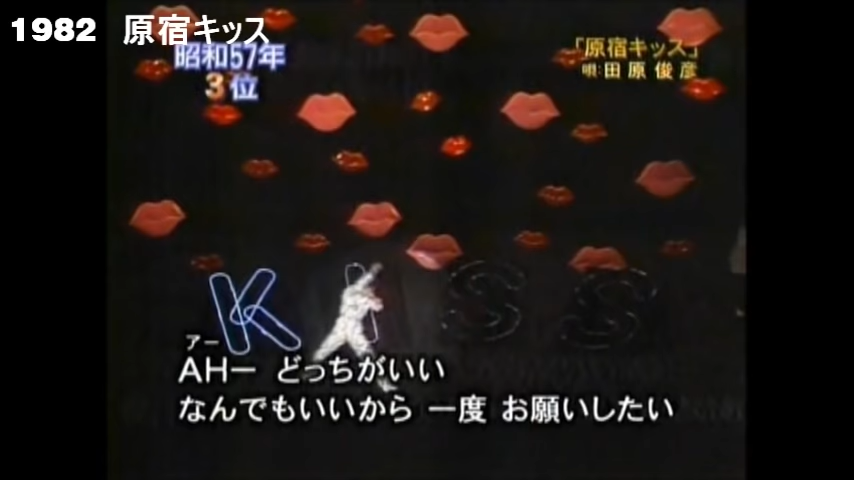 1982 原宿キッス
昭和57年
3位
「原宿キッス」
唄:田原俊彦
KISS
アー
AHー どっちがいい
なんでもいいから 一度 お願いしたい